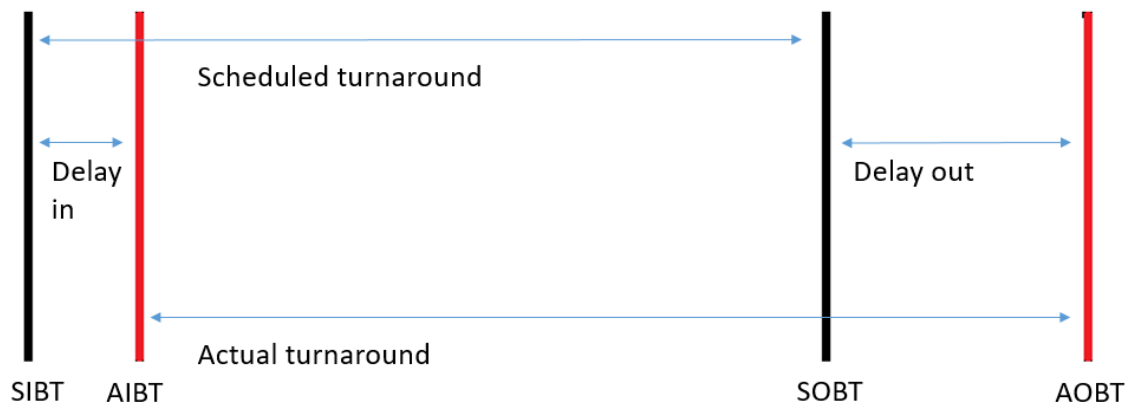 Scheduled turnaround
Delay
in
Delay out
Actual turnaround
SIBT AIBT SOBT AOBT